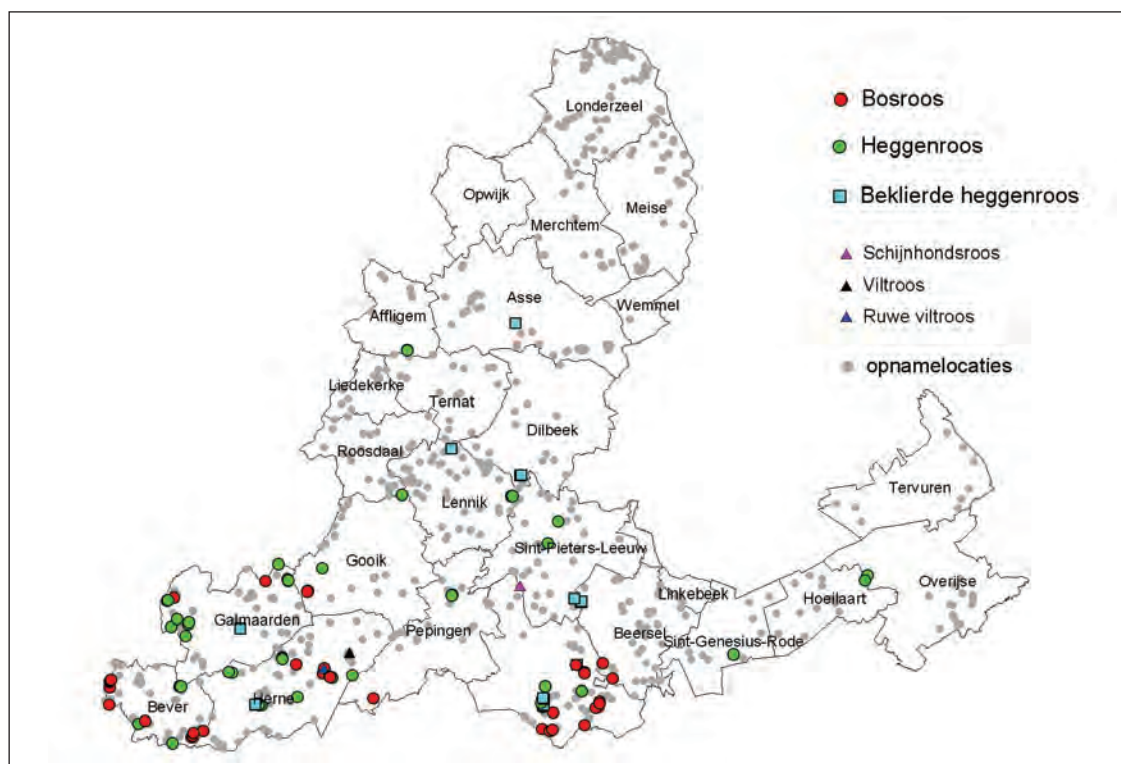 Londerzeel
Opwijk
Merchtem
Meise
Asse
Wemmel
Affligem
Liedekerke
Ternat
Dilbeek
Roosdaal
Lennik
Tervuren
Gooik
Sint-Pieters-Leeuw
Linkebeek
Hoeilaart
Overijse
Galmaarden
Pepingen
Beersel
Sint-Genesius-Rode
Bever
Herne
Bosroos
Heggenroos
Beklierde heggenroos
Schijnhondsroos
Viltroos
Ruwe viltroos
opnamelocaties